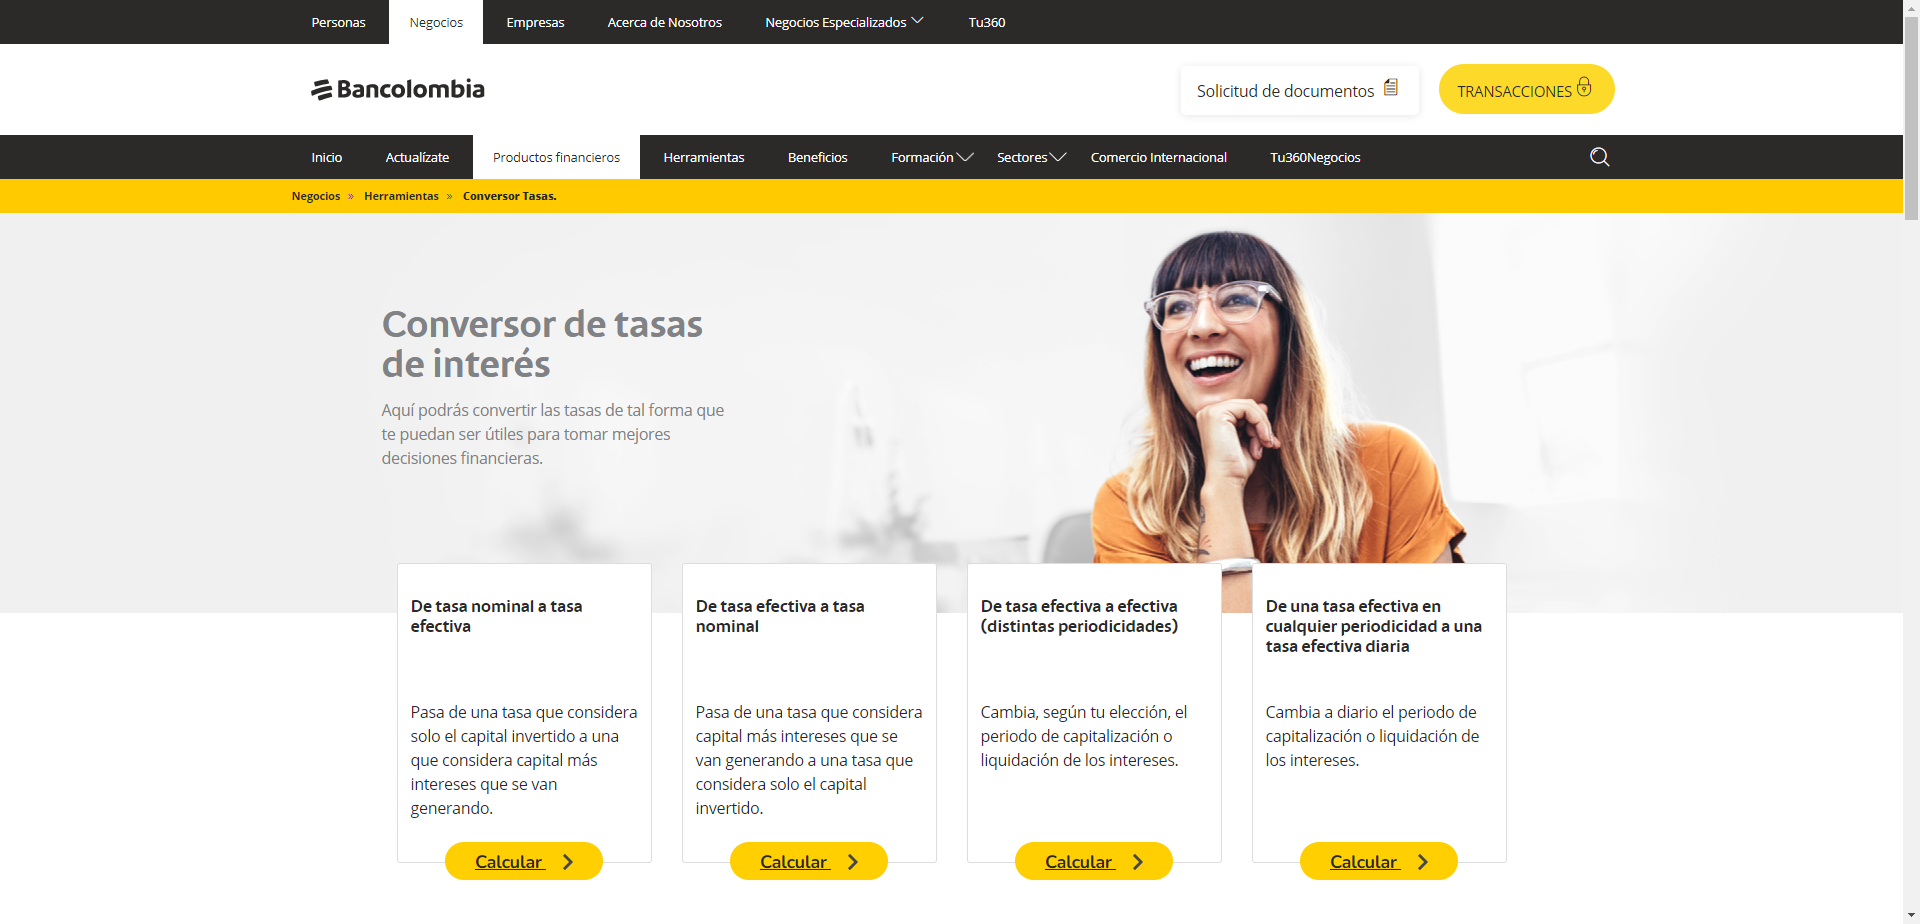 Personas Negocios Empresas Acerca de Nosotros Negocios Especializados Tu360
Bancolombia
Solicitud de documentos
TRANSACCIONES
Inicio Actualízate Productos financieros Herramientas Beneficios Formación Sectores Comercio Internacional Tu360Negocios
Negocios » Herramientas » Conversor Tasas.
Conversor de tasas
de interés
Aquí podrás convertir las tasas de tal forma que
te puedan ser útiles para tomar mejores
decisiones financieras.
De tasa nominal a tasa
efectiva
Pasa de una tasa que considera
solo el capital invertido a una
que considera capital más
intereses que se van
generando.
Calcular
De tasa efectiva a tasa
nominal
Pasa de una tasa que considera
capital más intereses que se
van generando a una tasa que
considera solo el capital
invertido.
Calcular
De tasa efectiva a efectiva
(distintas periodicidades)
Cambia, según tu elección, el
periodo de capitalización o
liquidación de los intereses.
Calcular
De una tasa efectiva en
cualquier periodicidad a una
tasa efectiva diaria
Cambia a diario el periodo de
capitalización o liquidación de
los intereses.
Calcular